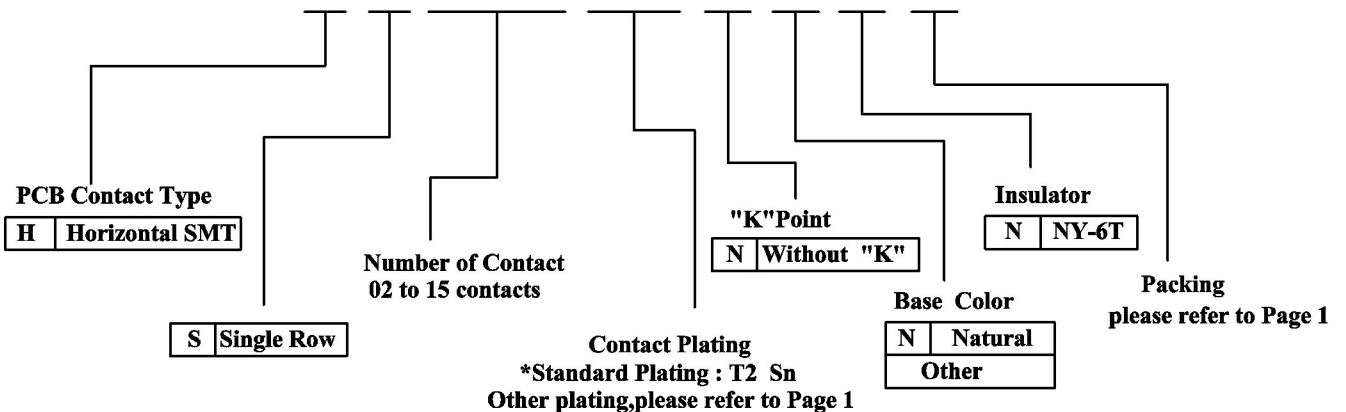 PCB Contact Type
H Horizontal SMT
S Single Row
Number of Contact
02 to 15 contacts
Contact Plating
*Standard Plating : T2 Sn
Other plating,please refer to Page 1
"K"Point
N Without "K"
Base Color
N Natural
Other
Insulator
N NY-6T
Packing
please refer to Page 1